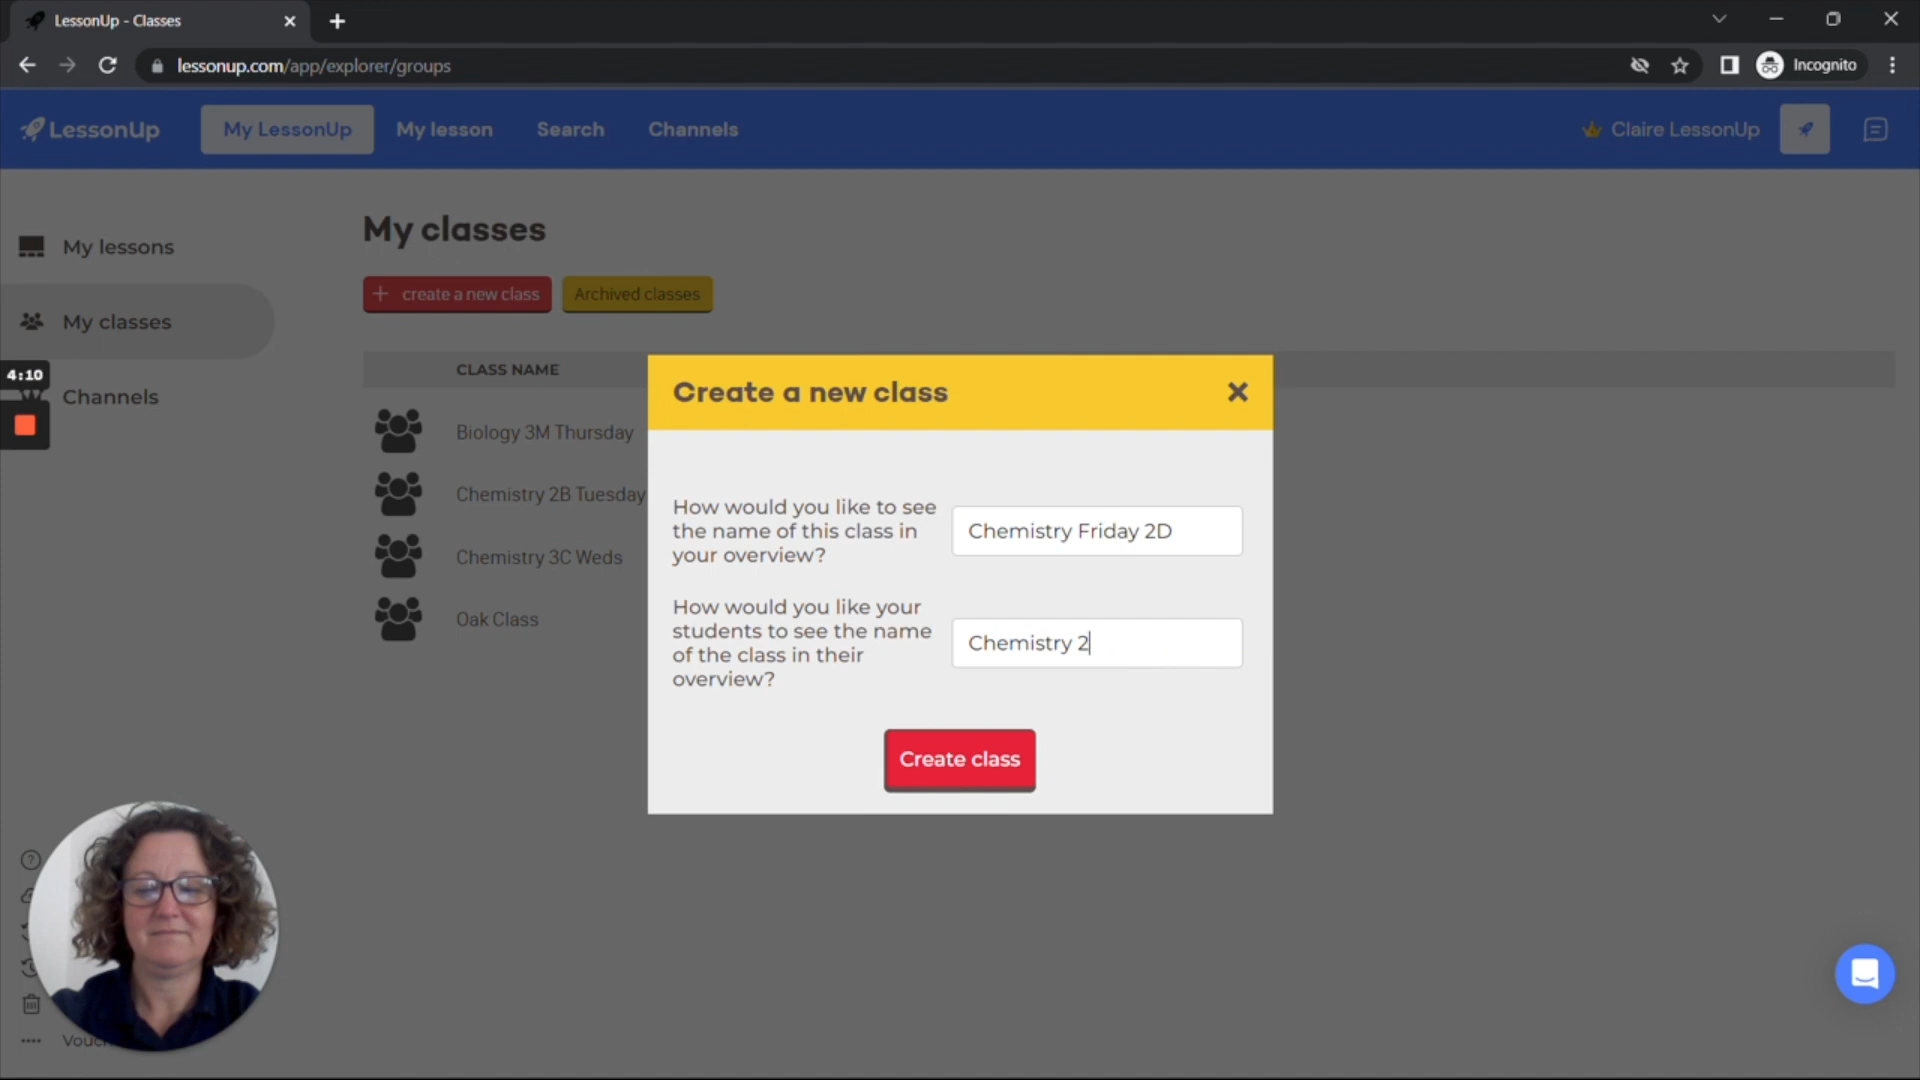 LessonUp - Classes
lessonup.com/app/explorer/groups
Incognito
LessonUp
My LessonUp
My lesson
Search
Channels
Claire LessonUp
My lessons
My classes
Channels
4:10
My classes
+ create a new class
Archived classes
CLASS NAME
Biology 3M Thursday
Chemistry 2B Tuesday
Chemistry 3C Weds
Oak Class
Create a new class
How would you like to see
the name of this class in
your overview?
Chemistry Friday 2D
How would you like your
students to see the name
of the class in their
overview?
Chemistry 2
Create class